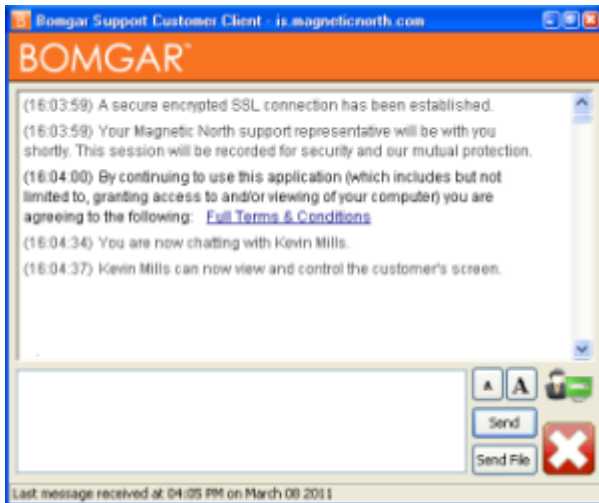 Bomgar Support Customer Client - is.magneticnorth.com
BOMGAR™
(16:03:59) A secure encrypted SSL connection has been established.
(16:03:59) Your Magnetic North support representative will be with you
shortly. This session will be recorded for security and our mutual protection.
(16:04:00) By continuing to use this application (which includes but not
limited to, granting access to and/or viewing of your computer) you are
agreeing to the following: Full Terms & Conditions
(16:04:34) You are now chatting with Kevin Mills.
(16:04:37) Kevin Mills can now view and control the customer's screen.
A A
Send
Send File
Last message received at 04:05 PM on March 08 2011